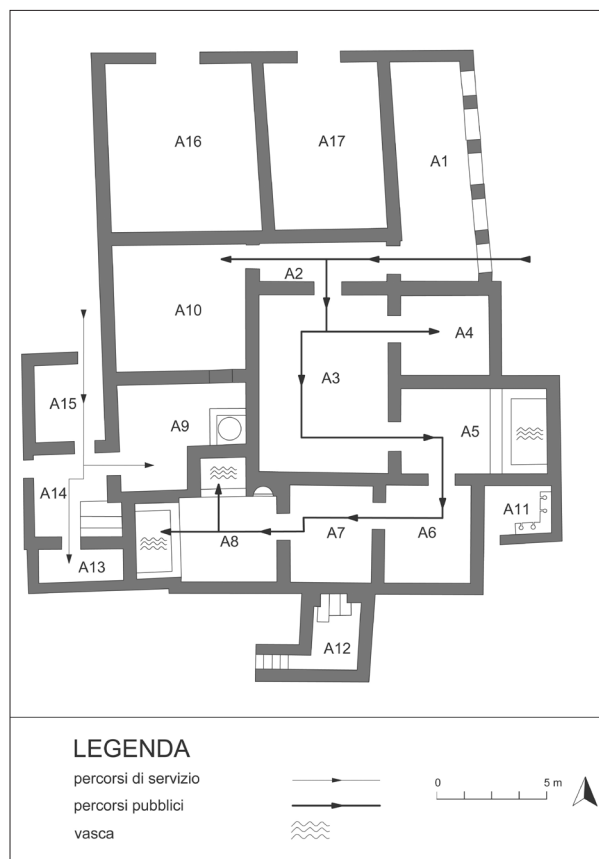 A16
A17
A1
A2
A10
A4
A3
A15
A9
A5
A14
A11
A8
A7
A6
A13
A12
LEGENDA
percorsi di servizio
percorsi pubblici
vasca
0 5 m